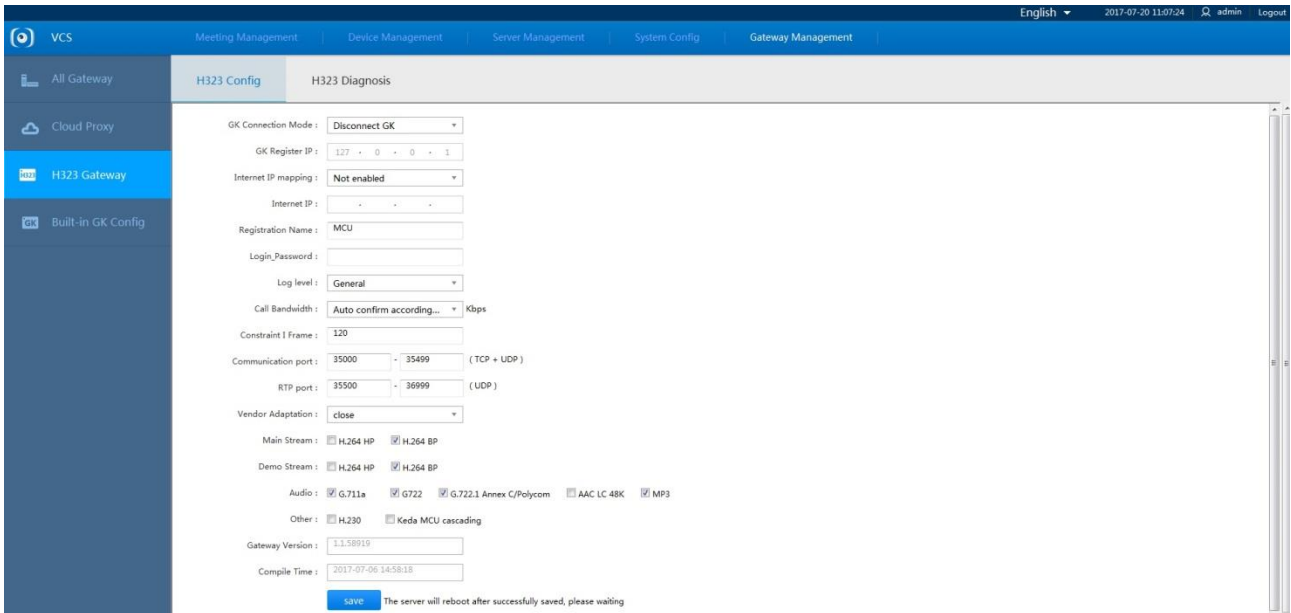 English 2017-07-20 11:07:24 admin Logout
VCS Meeting Management Device Management Server Management System Config Gateway Management
All Gateway
Cloud Proxy
H323 H323 Gateway
GK Built-in GK Config
H323 Config H323 Diagnosis
GK Connection Mode : Disconnect GK
GK Register IP : 127 . 0 . 0 . 1
Internet IP mapping : Not enabled
Internet IP : . . .
Registration Name : MCU
Login_Password :
Log level : General
Call Bandwidth : Auto confirm according... Kbps
Constraint I Frame : 120
Communication port : 35000 - 35499 ( TCP + UDP )
RTP port : 35500 - 36999 ( UDP )
Vendor Adaptation : close
Main Stream : H.264 HP H.264 BP
Demo Stream : H.264 HP H.264 BP
Audio : G.711a G722 G.722.1 Annex C/Polycom AAC LC 48K MP3
Other : H.230 Keda MCU cascading
Gateway Version : 1.1.58919
Compile Time : 2017-07-06 14:58:18
save The server will reboot after successfully saved, please waiting